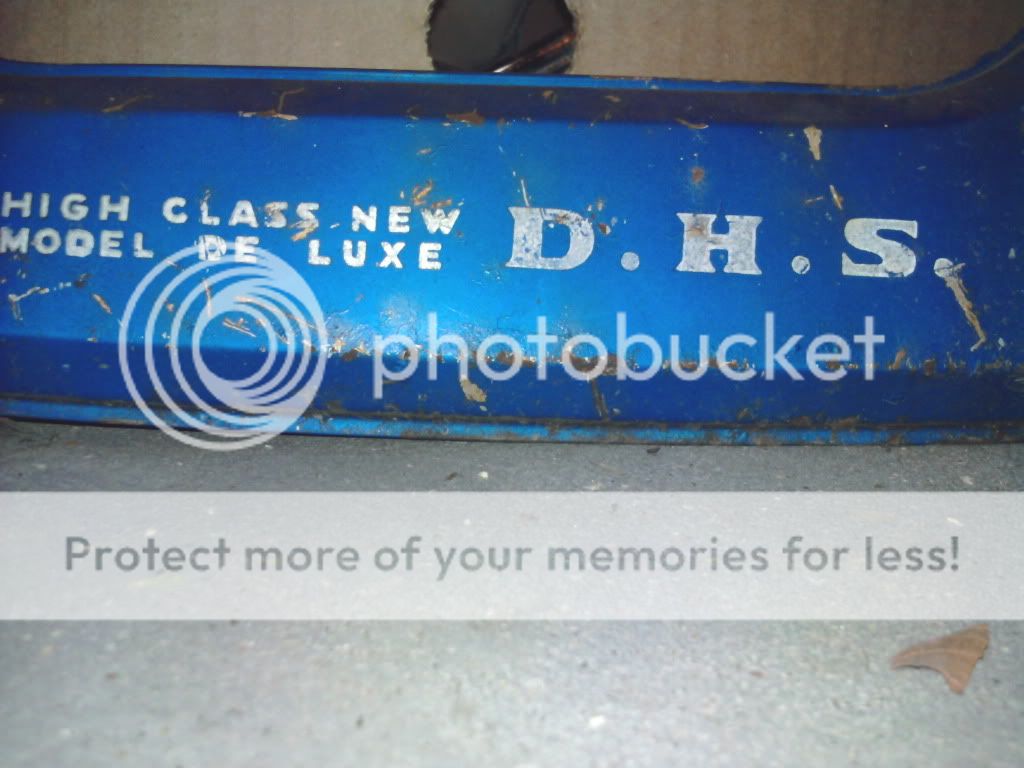 HIGH CLASS NEW
MODEL DE LUXE
D.H.S.
photobucket
Protect more of your memories for less!